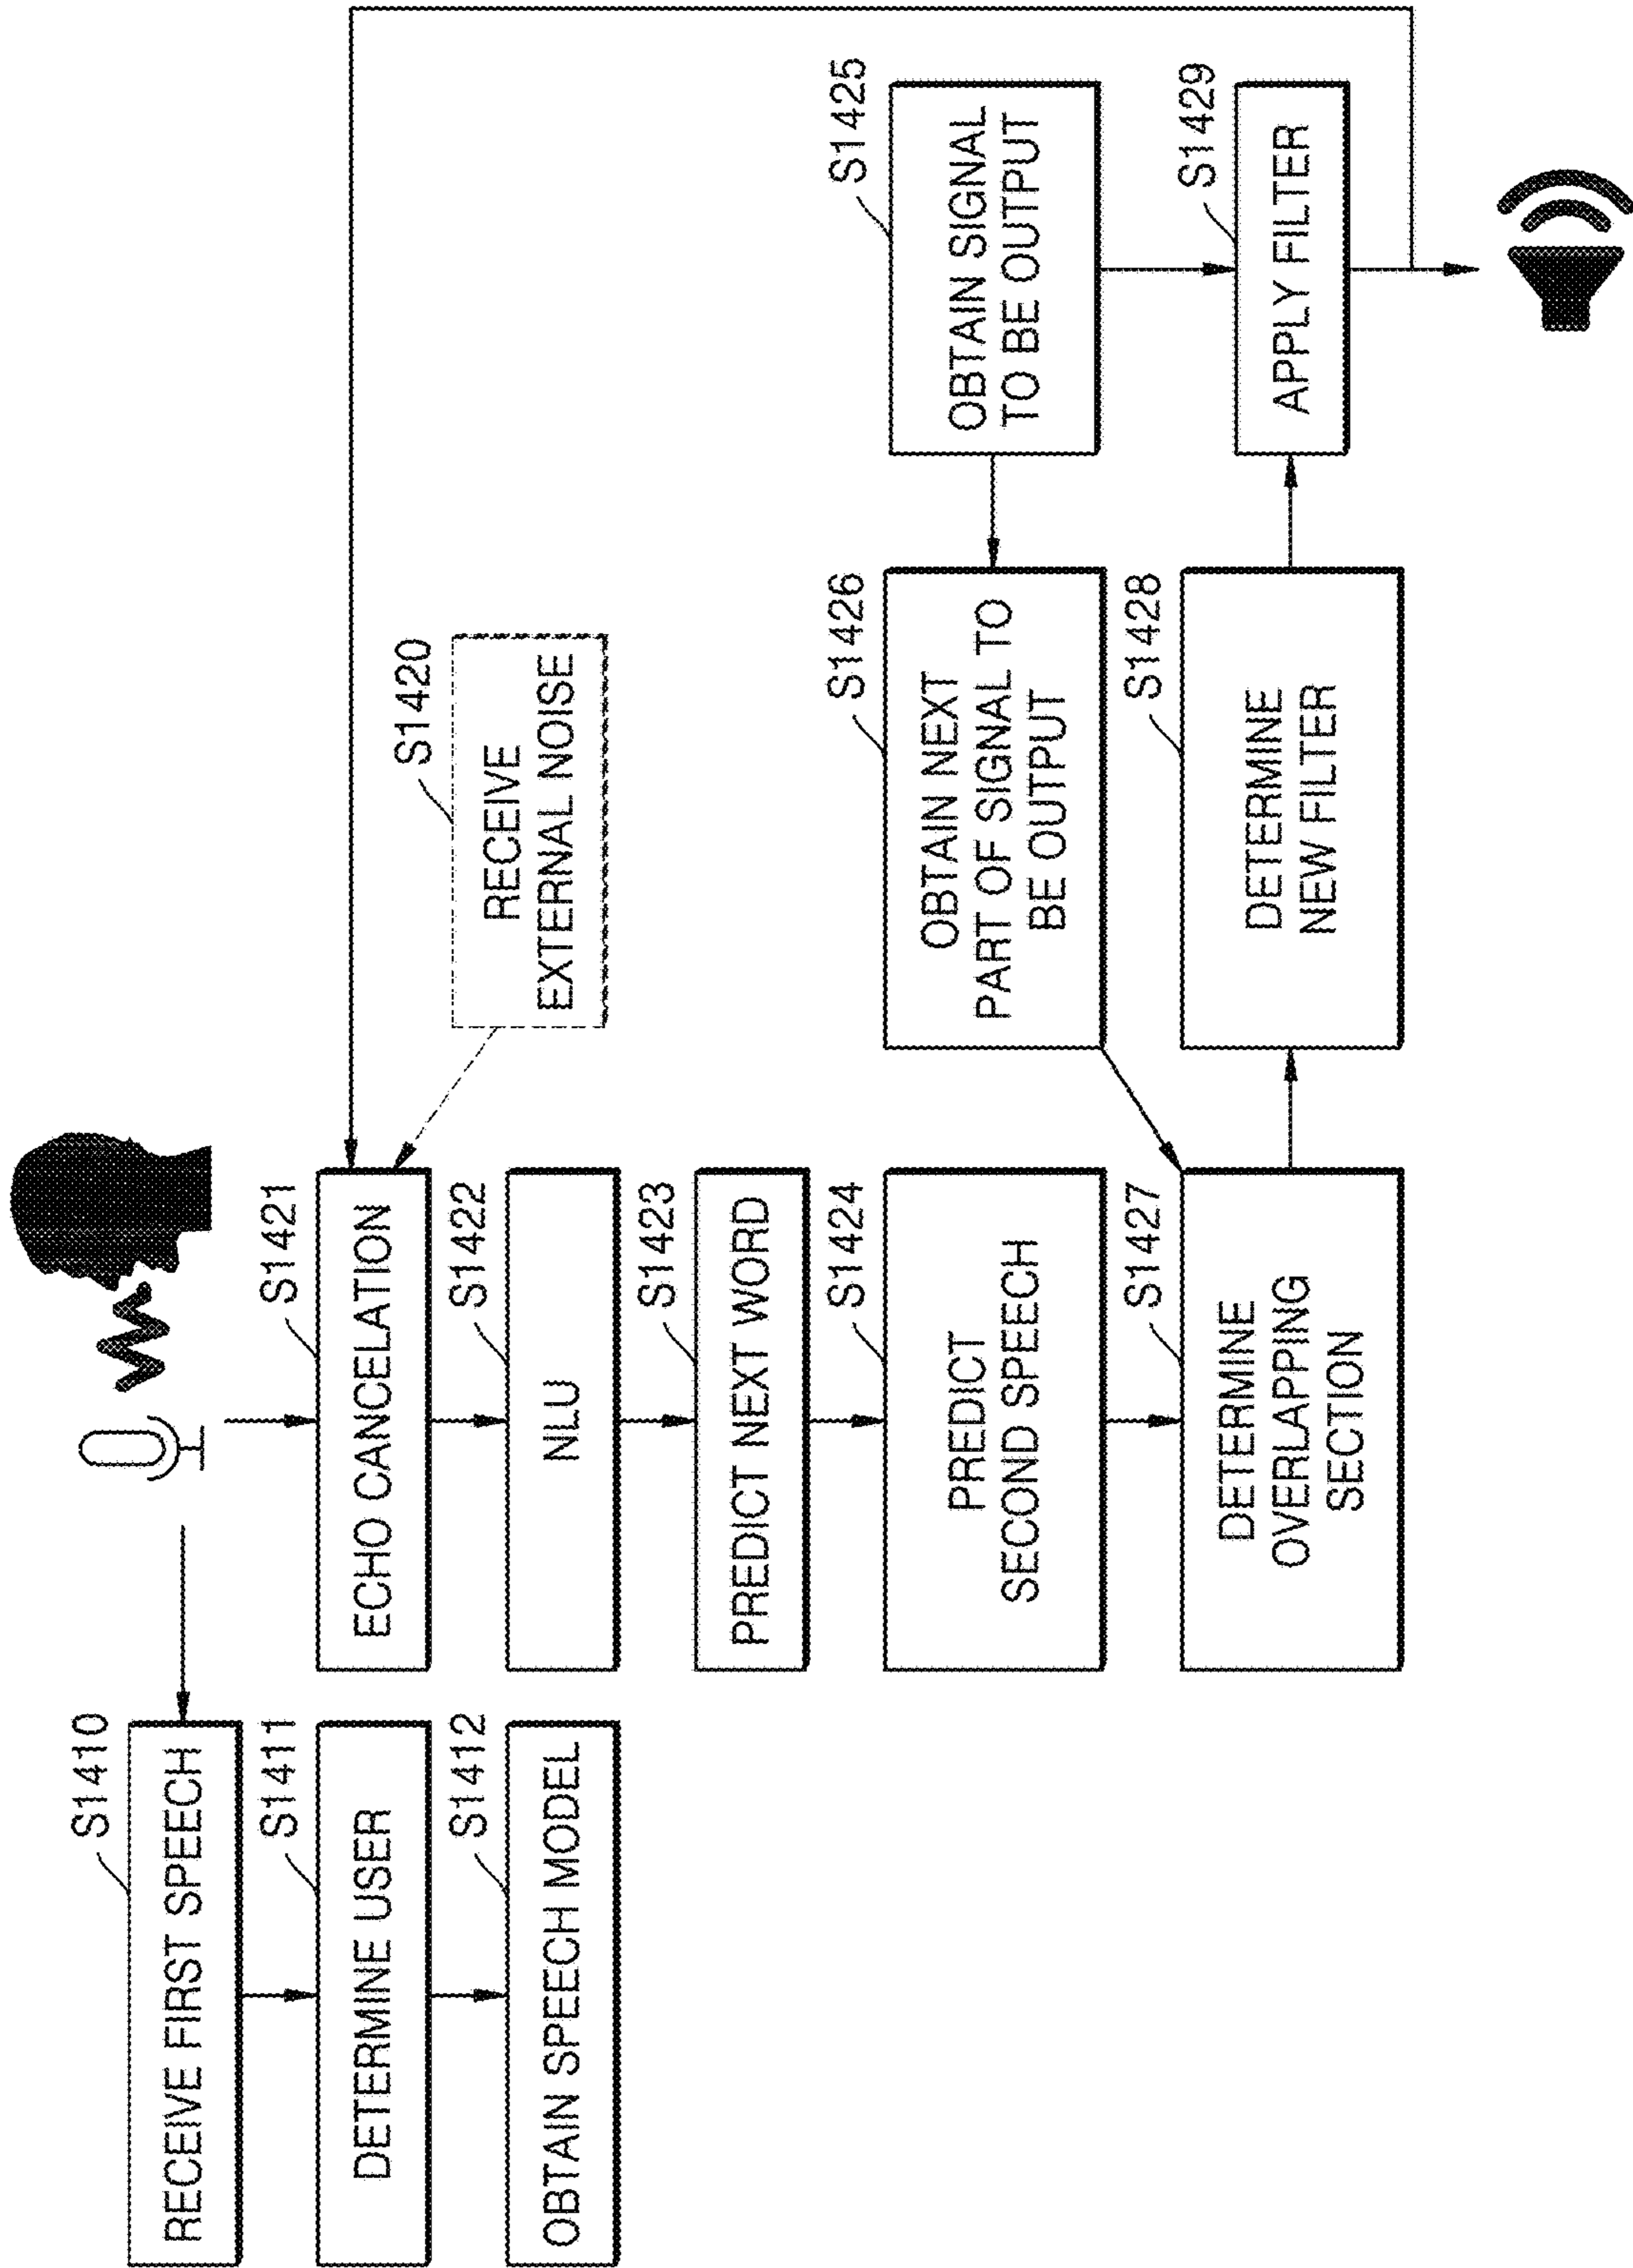 S1410
RECEIVE FIRST SPEECH
S1411
DETERMINE USER
S1412
OBTAIN SPEECH MODEL
S1420
RECEIVE
EXTERNAL NOISE
S1421
ECHO CANCELATION
S1422
NLU
S1423
PREDICT NEXT WORD
S1424
PREDICT
SECOND SPEECH
S1425
OBTAIN SIGNAL
TO BE OUTPUT
S1426
OBTAIN NEXT
PART OF SIGNAL TO
BE OUTPUT
S1427
DETERMINE
OVERLAPPING
SECTION
S1428
DETERMINE
NEW FILTER
S1429
APPLY FILTER